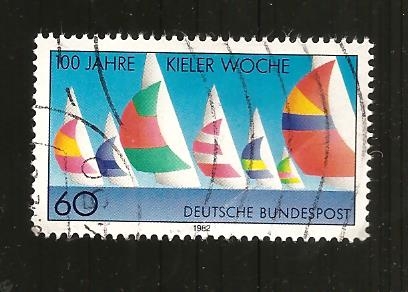 100 JAHRE KIELER WOCHE
60 DEUTSCHE BUNDESPOST
1982